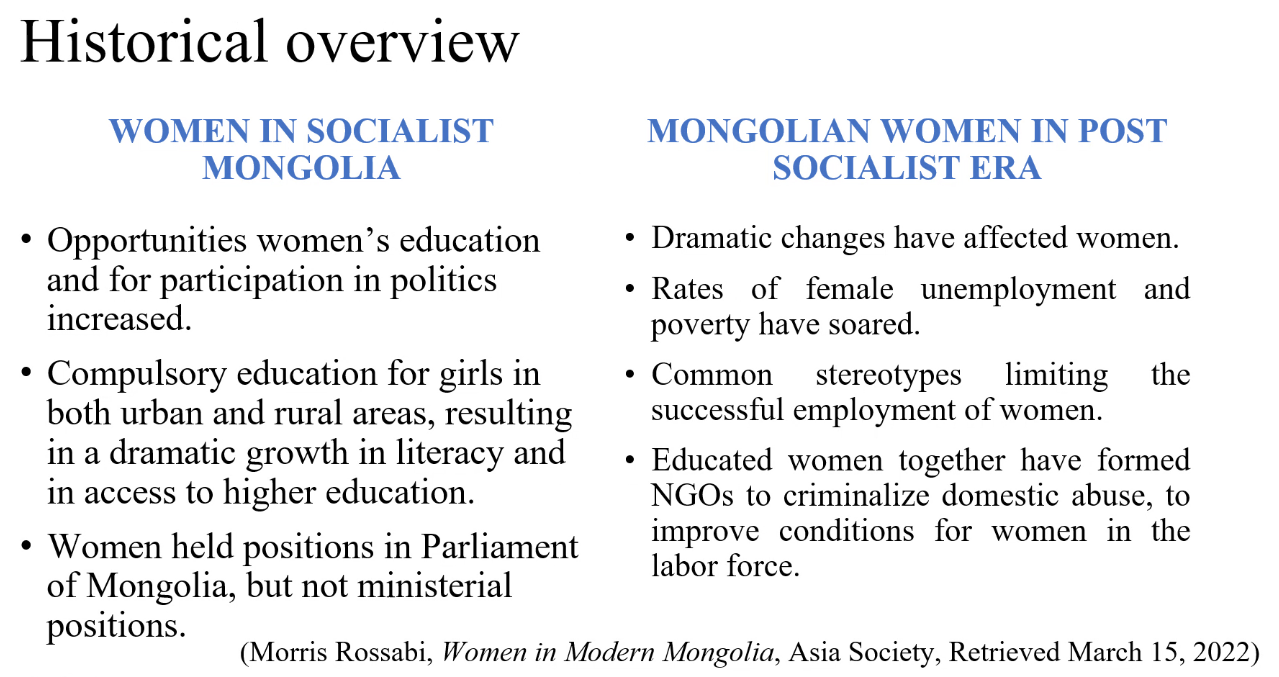 Historical overview
WOMEN IN SOCIALIST
MONGOLIA
• Opportunities women’s education
and for participation in politics
increased.
• Compulsory education for girls in
both urban and rural areas, resulting
in a dramatic growth in literacy and
in access to higher education.
• Women held positions in Parliament
of Mongolia, but not ministerial
positions.
MONGOLIAN WOMEN IN POST
SOCIALIST ERA
• Dramatic changes have affected women.
• Rates of female unemployment and
poverty have soared.
• Common stereotypes limiting the
successful employment of women.
• Educated women together have formed
NGOs to criminalize domestic abuse, to
improve conditions for women in the
labor force.
(Morris Rossabi, Women in Modern Mongolia, Asia Society, Retrieved March 15, 2022)